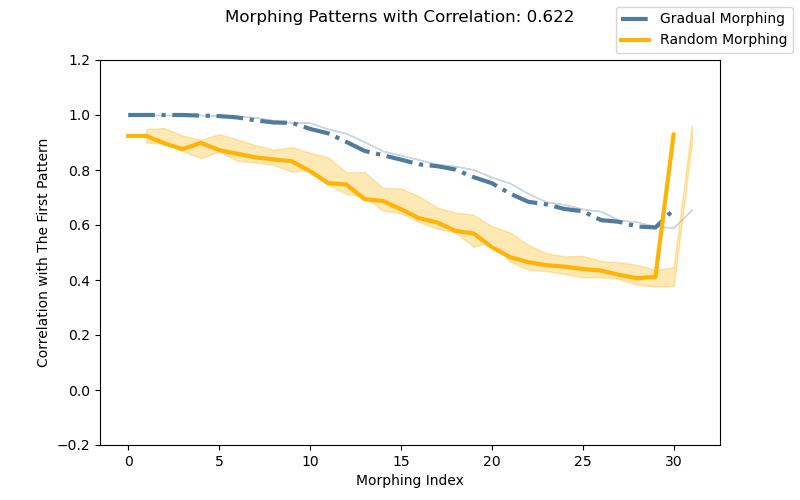 Morphing Patterns with Correlation: 0.622
Gradual Morphing
Random Morphing
1.2
1.0
0.8
0.6
0.4
0.2
0.0
−0.2
Correlation with The First Pattern
0 5 10 15 20 25 30
Morphing Index